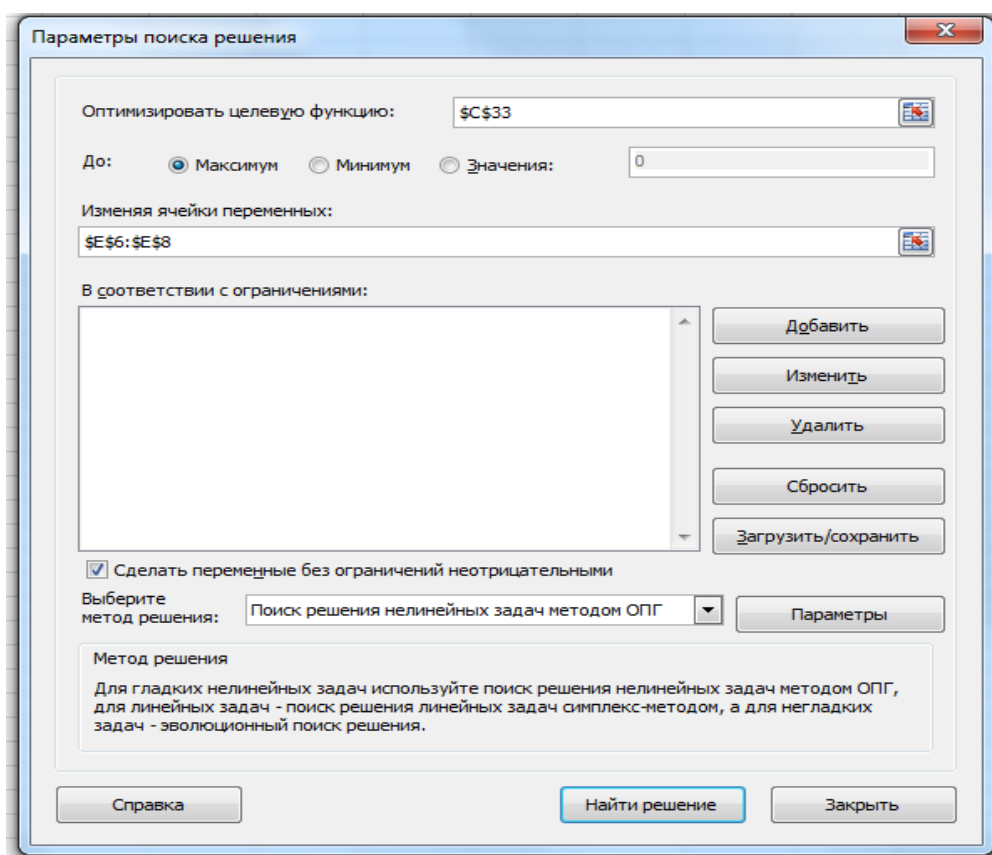 Параметры поиска решения
Оптимизировать целевую функцию: $C$33
До: Максимум Минимум Значения: 0
Изменяя ячейки переменных:
$E$6:$E$8
В соответствии с ограничениями:
Добавить
Изменить
Удалить
Сбросить
Загрузить/сохранить
Сделать переменные без ограничений неотрицательными
Выберите
метод решения: Поиск решения нелинейных задач методом ОПГ Параметры
Метод решения
Для гладких нелинейных задач используйте поиск решения нелинейных задач методом ОПГ,
для линейных задач - поиск решения линейных задач симплекс-методом, а для негладких
задач - эволюционный поиск решения.
Справка Найти решение Закрыть